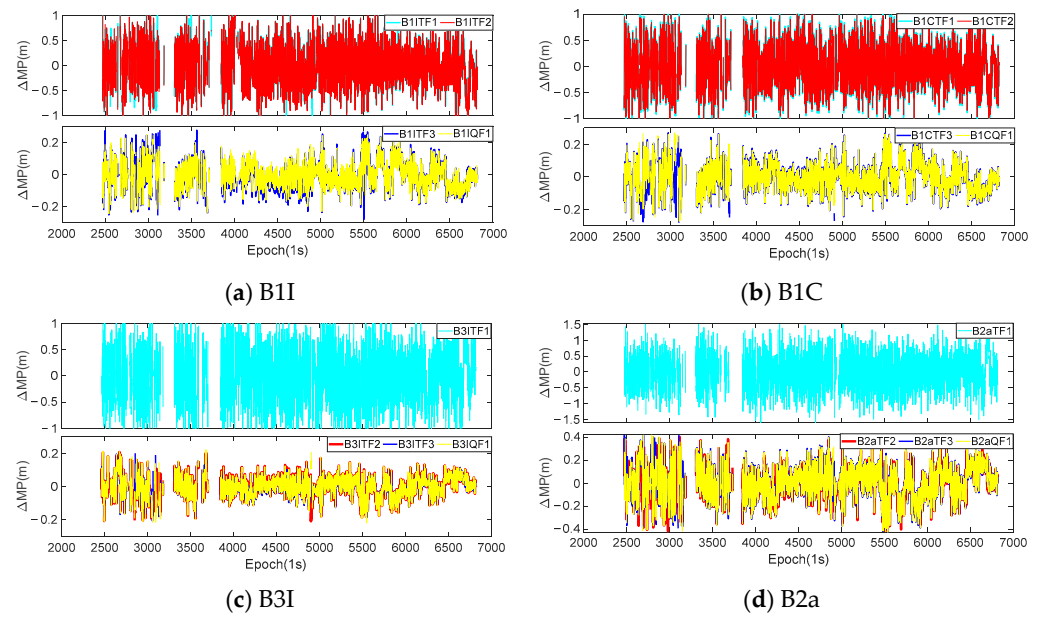 1
0.5
0
−0.5
−1
ΔMP(m)
B1ITF1 B1ITF2
0.2
0
−0.2
ΔMP(m)
B1ITF3 B1IQF1
2000 2500 3000 3500 4000 4500 5000 5500 6000 6500 7000
Epoch(1s)
(a) B1I
1
0.5
0
−0.5
−1
ΔMP(m)
B1CTF1 B1CTF2
0.2
0
−0.2
ΔMP(m)
B1CTF3 B1CQF1
2000 2500 3000 3500 4000 4500 5000 5500 6000 6500 7000
Epoch(1s)
(b) B1C
1
0.5
0
−0.5
−1
ΔMP(m)
B3ITF1
0.2
0
−0.2
ΔMP(m)
B3ITF2 B3ITF3 B3IQF1
2000 2500 3000 3500 4000 4500 5000 5500 6000 6500 7000
Epoch(1s)
(c) B3I
1.5
1.0
0.5
0
−0.5
−1
−1.5
ΔMP(m)
B2aTF1
0.4
0.2
0
−0.2
−0.4
ΔMP(m)
B2aTF2 B2aTF3 B2aQF1
2000 2500 3000 3500 4000 4500 5000 5500 6000 6500 7000
Epoch(1s)
(d) B2a